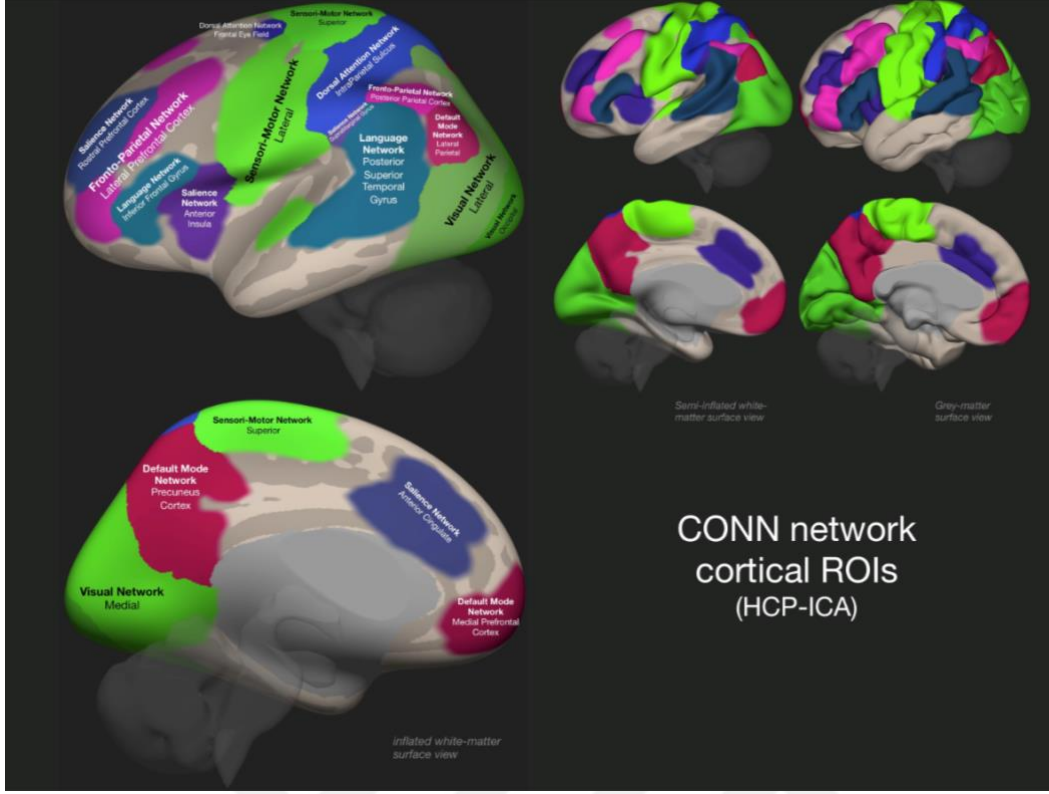 Dorsal Attention Network
Frontal Eye Field
Sensori-Motor Network
Superior
Salience Network
Rostral Prefrontal Cortex
Fronto-Parietal Network
Lateral Prefrontal Cortex
Language Network
Inferior Frontal Gyrus
Salience Network
Anterior
Insula
Sensori-Motor Network
Lateral
Dorsal Attention Network
IntraParietal Sulcus
Fronto-Parietal Network
Posterior Parietal Cortex
Salience Network
Default
Mode
Network
Lateral
Parietal
Language
Network
Posterior
Superior
Temporal
Gyrus
Visual Network
Lateral
Visual Network
Occipital
Semi-inflated white-
matter surface view
Grey-matter
surface view
Sensori-Motor Network
Superior
Default Mode
Network
Precuneus
Cortex
Salience Network
Anterior Cingulate
Visual Network
Medial
Default Mode
Network
Medial Prefrontal
Cortex
inflated white-matter
surface view
CONN network
cortical ROIs
(HCP-ICA)